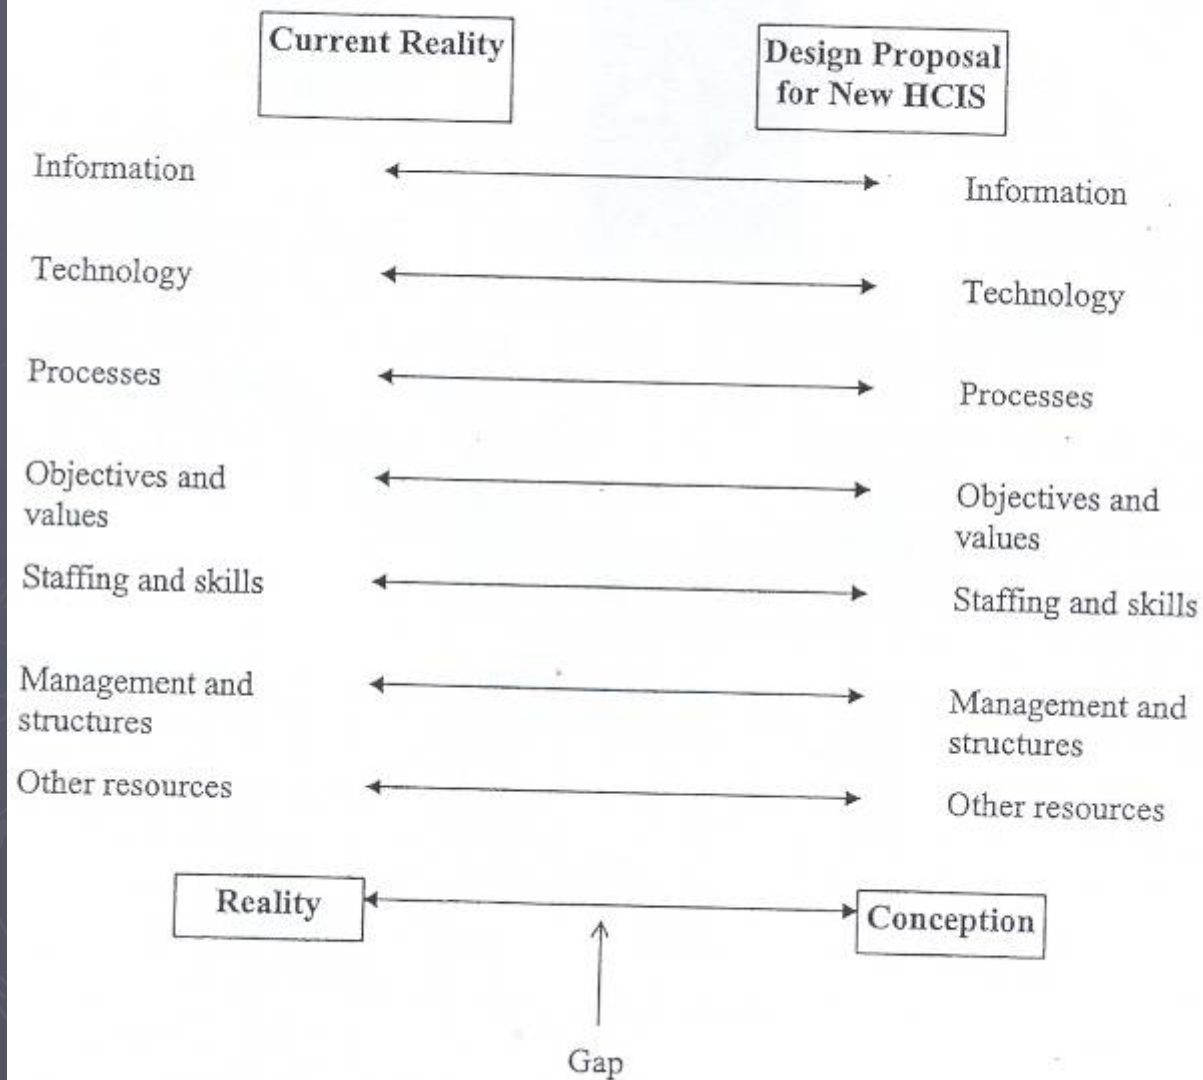 Current Reality
Design Proposal
for New HCIS
Information
Information
Technology
Technology
Processes
Processes
Objectives and
values
Objectives and
values
Staffing and skills
Staffing and skills
Management and
structures
Management and
structures
Other resources
Other resources
Reality
Conception
Gap